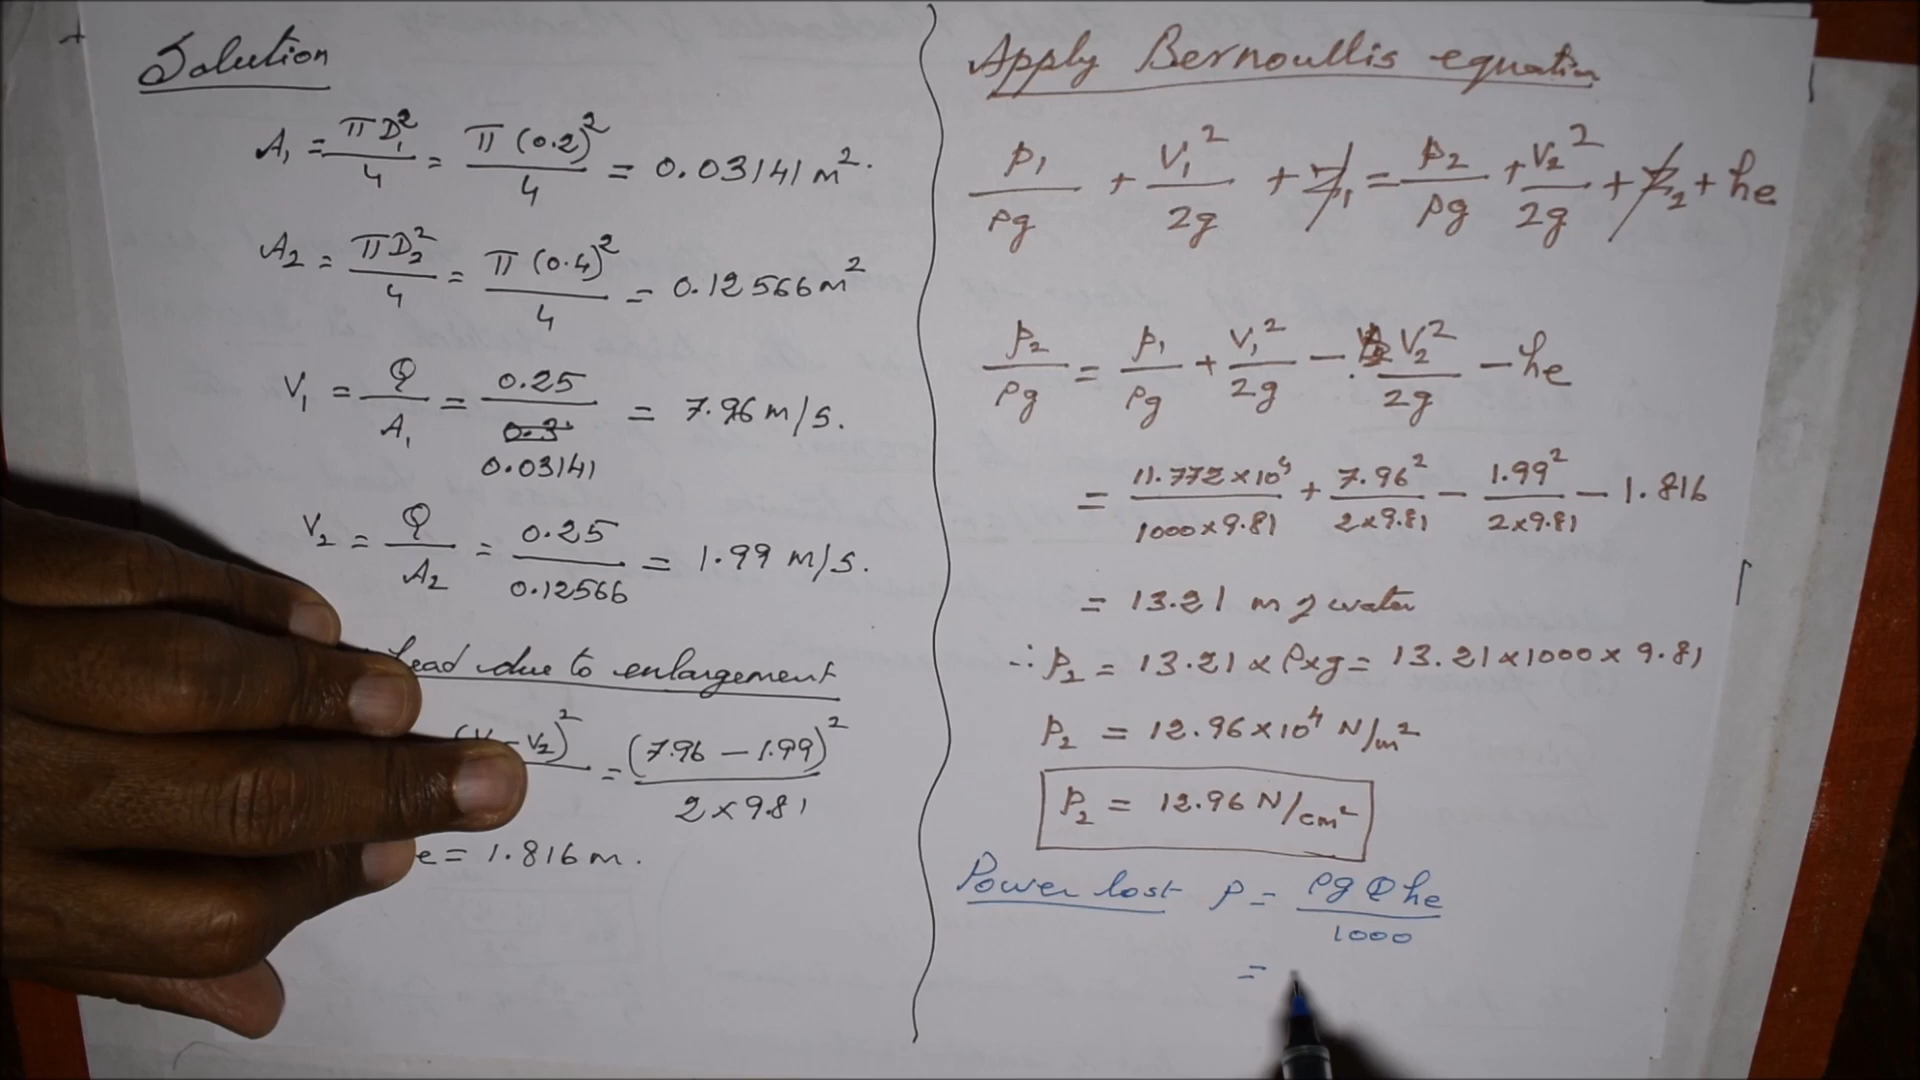 Solution
A₁ = πD₁²/4 = π(0.2)²/4 = 0.03141 m².
A₂ = πD₂²/4 = π(0.4)²/4 = 0.12566 m²
V₁ = Q/A₁ = 0.25/0.03141 = 7.96 m/s.
V₂ = Q/A₂ = 0.25/0.12566 = 1.99 m/s.
head due to enlargement
(V₁ - V₂)² = (7.96 - 1.99)²/2×9.81
e = 1.816 m.
Apply Bernoullis equation
p₁/ρg + V₁²/2g + z₁ = p₂/ρg + V₂²/2g + z₂ + he
p₂/ρg = p₁/ρg + V₁²/2g - V₂²/2g - he
= 11.772×10⁴/1000×9.81 + 7.96²/2×9.81 - 1.99²/2×9.81 - 1.816
= 13.21 m of water
∴ p₂ = 13.21 × ρ×g = 13.21×1000×9.81
p₂ = 12.96×10⁴ N/m²
p₂ = 12.96 N/cm²
Power lost P = ρgQhe/1000
=